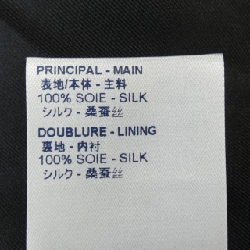 PRINCIPAL - MAIN
表地/本体 - 主料
100% SOIE - SILK
シルク - 桑蚕丝
DOUBLURE - LINING
裏地 - 内衬
100% SOIE - SILK
シルク - 桑蚕丝